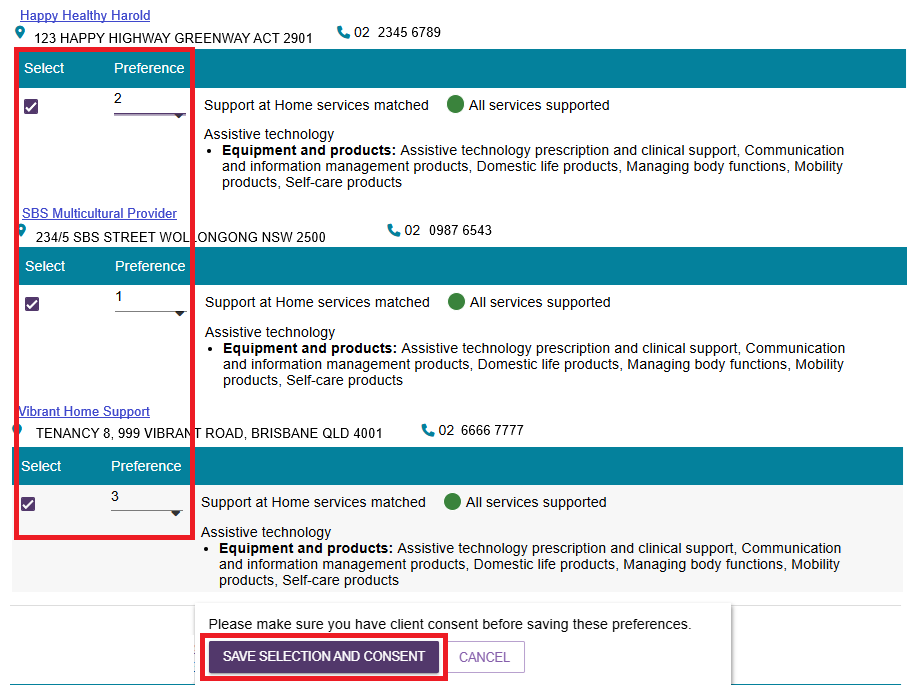 Happy Healthy Harold
123 HAPPY HIGHWAY GREENWAY ACT 2901 02 2345 6789
Select Preference
2 Support at Home services matched All services supported
Assistive technology
• Equipment and products: Assistive technology prescription and clinical support, Communication
and information management products, Domestic life products, Managing body functions, Mobility
products, Self-care products
SBS Multicultural Provider
234/5 SBS STREET WOLLONGONG NSW 2500 02 0987 6543
Select Preference
1 Support at Home services matched All services supported
Assistive technology
• Equipment and products: Assistive technology prescription and clinical support, Communication
and information management products, Domestic life products, Managing body functions, Mobility
products, Self-care products
Vibrant Home Support
TENANCY 8, 999 VIBRANT ROAD, BRISBANE QLD 4001 02 6666 7777
Select Preference
3 Support at Home services matched All services supported
Assistive technology
• Equipment and products: Assistive technology prescription and clinical support, Communication
and information management products, Domestic life products, Managing body functions, Mobility
products, Self-care products
Please make sure you have client consent before saving these preferences.
SAVE SELECTION AND CONSENT CANCEL